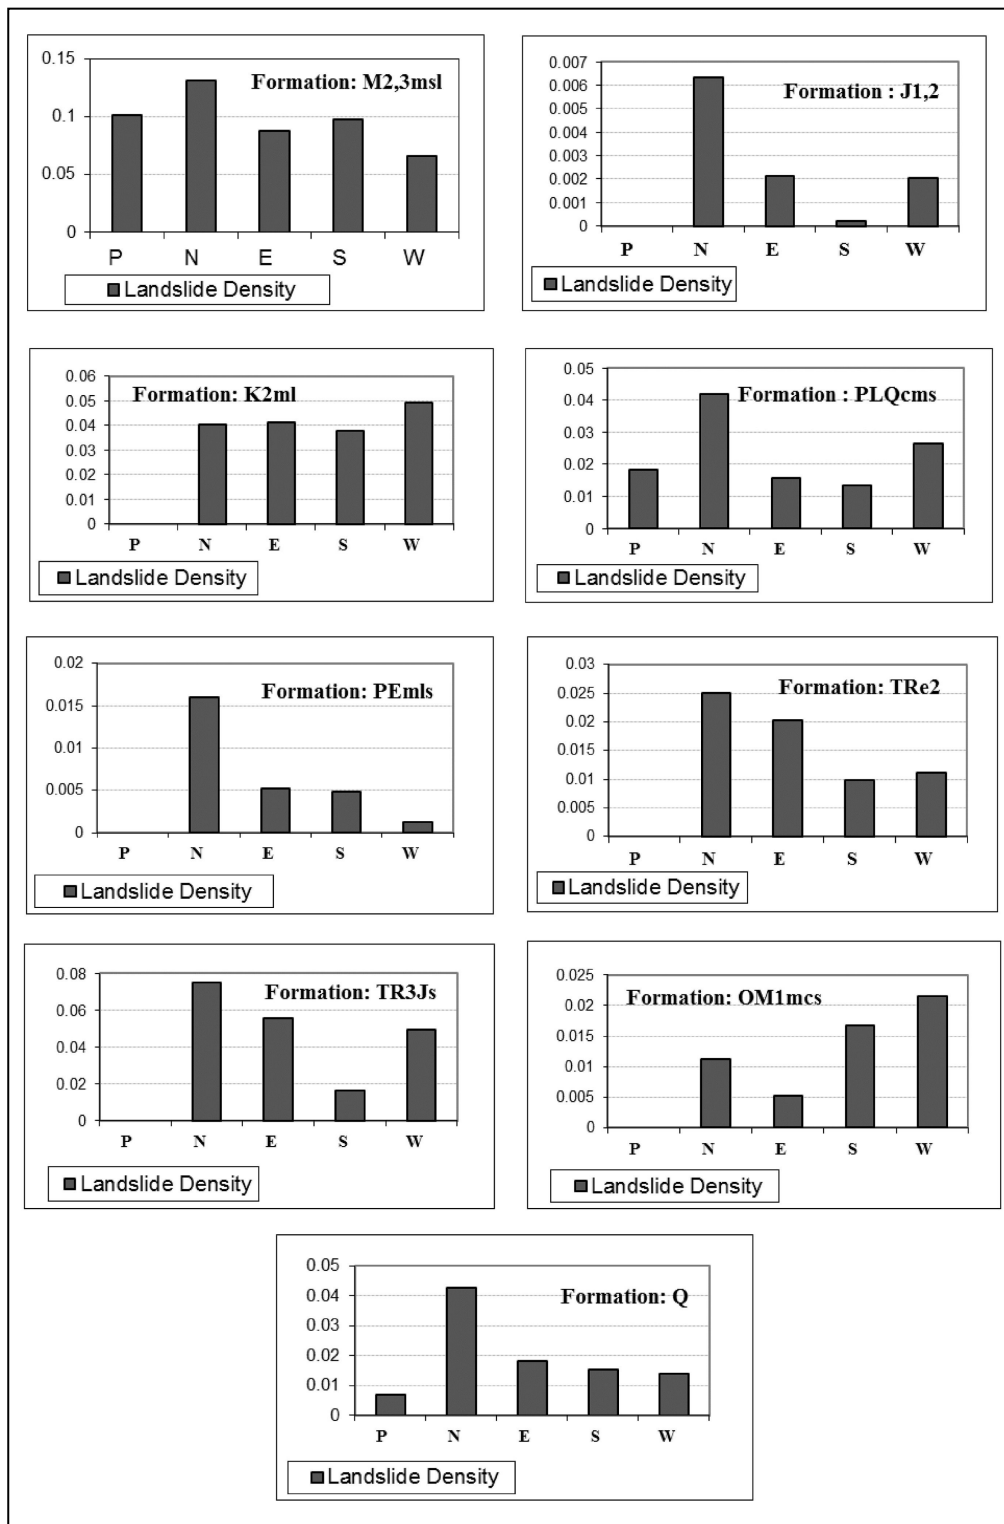 Formation: M2,3msl
0.15
0.1
0.05
0
P N E S W
Landslide Density
Formation : J1,2
0.007
0.006
0.005
0.004
0.003
0.002
0.001
0
P N E S W
Landslide Density
Formation: K2ml
0.06
0.05
0.04
0.03
0.02
0.01
0
P N E S W
Landslide Density
Formation : PLQcms
0.05
0.04
0.03
0.02
0.01
0
P N E S W
Landslide Density
Formation: PEmls
0.02
0.015
0.01
0.005
0
P N E S W
Landslide Density
Formation: TRe2
0.03
0.025
0.02
0.015
0.01
0.005
0
P N E S W
Landslide Density
Formation: TR3Js
0.08
0.06
0.04
0.02
0
P N E S W
Landslide Density
Formation: OM1mcs
0.025
0.02
0.015
0.01
0.005
0
P N E S W
Landslide Density
Formation: Q
0.05
0.04
0.03
0.02
0.01
0
P N E S W
Landslide Density